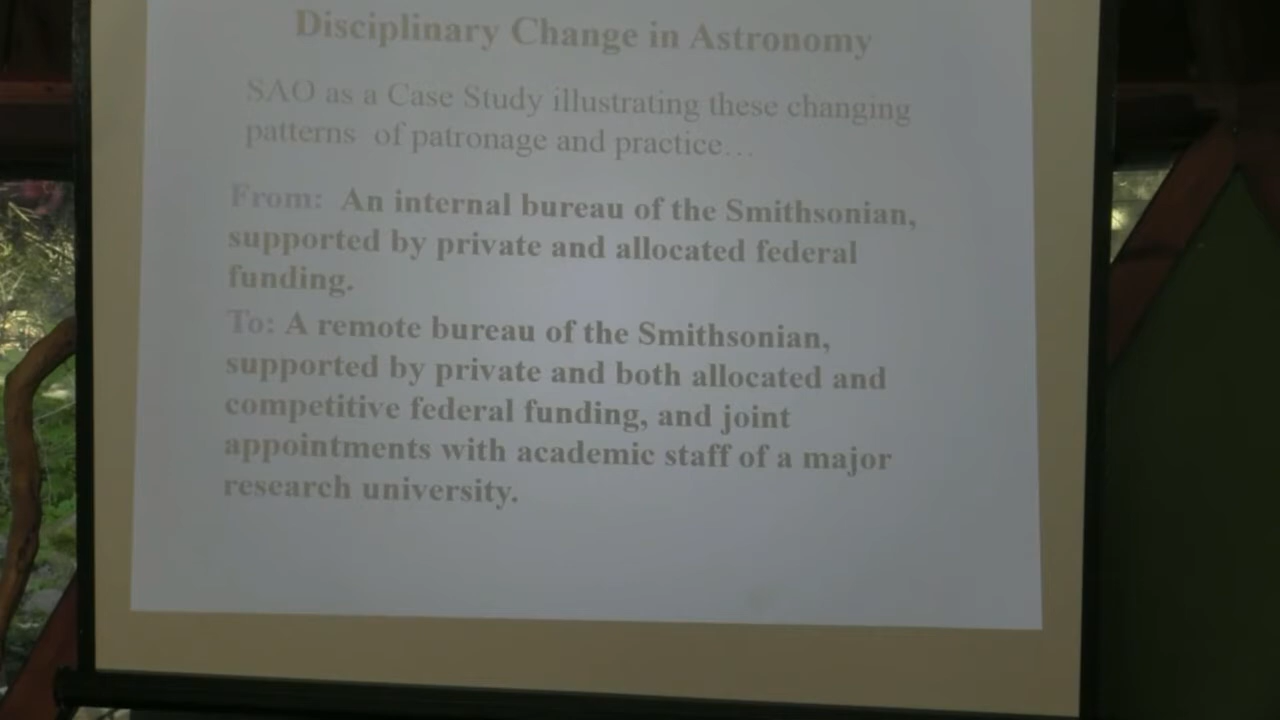 Disciplinary Change in Astronomy
SAO as a Case Study illustrating these changing
patterns of patronage and practice…
From: An internal bureau of the Smithsonian,
supported by private and allocated federal
funding.
To: A remote bureau of the Smithsonian,
supported by private and both allocated and
competitive federal funding, and joint
appointments with academic staff of a major
research university.